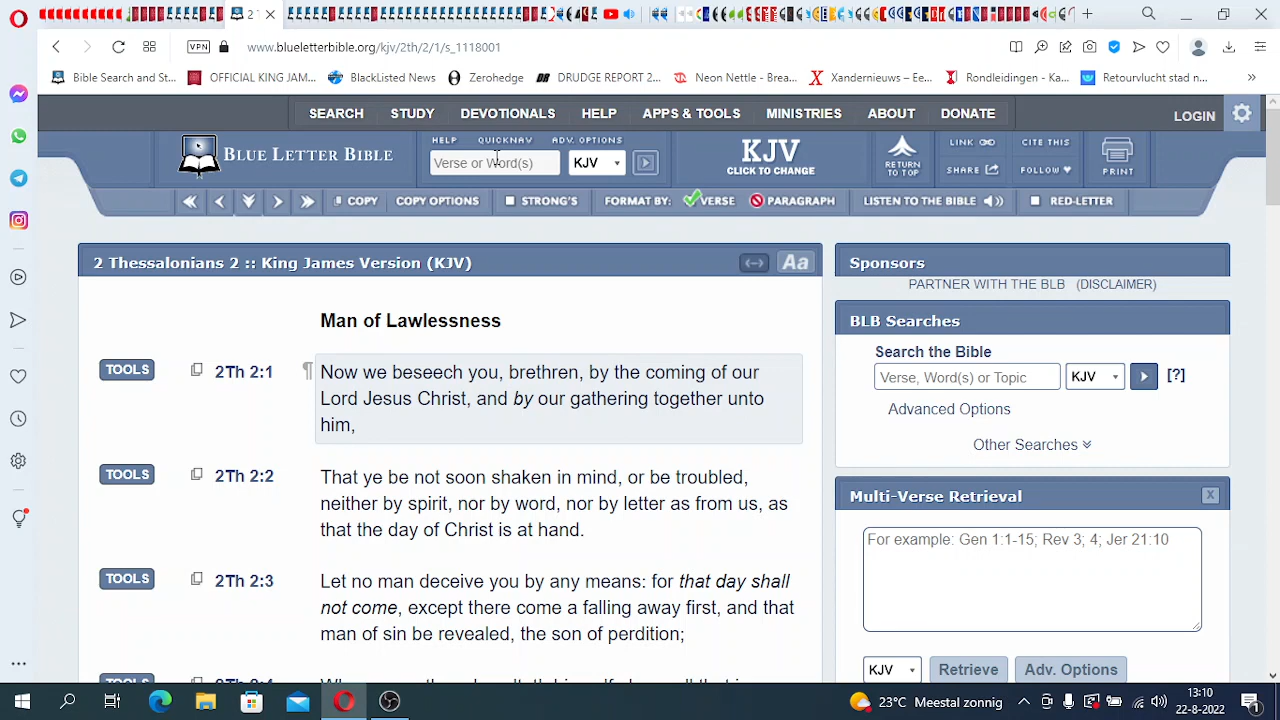 2 T
VPN
www.blueletterbible.org/kjv/2th/2/1/s_1118001
Bible Search and St...
OFFICIAL KING JAM...
BlackListed News
Zerohedge
DRUDGE REPORT 2...
Neon Nettle - Brea...
Xandernieuws – Ee...
Rondleidingen - Ka...
Retourvlucht stad n...
SEARCH STUDY DEVOTIONALS HELP APPS & TOOLS MINISTRIES ABOUT DONATE
LOGIN
BLUE LETTER BIBLE
HELP QUICKNAV ADV. OPTIONS
Verse or Word(s) KJV
KJV
CLICK TO CHANGE
RETURN
TO TOP
LINK CITE THIS
SHARE FOLLOW
PRINT
COPY COPY OPTIONS STRONG'S FORMAT BY: VERSE PARAGRAPH LISTEN TO THE BIBLE RED-LETTER
2 Thessalonians 2 :: King James Version (KJV)
Aa
Man of Lawlessness
TOOLS 2Th 2:1 ¶ Now we beseech you, brethren, by the coming of our
Lord Jesus Christ, and by our gathering together unto
him,
TOOLS 2Th 2:2 That ye be not soon shaken in mind, or be troubled,
neither by spirit, nor by word, nor by letter as from us, as
that the day of Christ is at hand.
TOOLS 2Th 2:3 Let no man deceive you by any means: for that day shall
not come, except there come a falling away first, and that
man of sin be revealed, the son of perdition;
Sponsors
PARTNER WITH THE BLB (DISCLAIMER)
BLB Searches
Search the Bible
Verse, Word(s) or Topic KJV [?]
Advanced Options
Other Searches
Multi-Verse Retrieval X
For example: Gen 1:1-15; Rev 3; 4; Jer 21:10
KJV Retrieve Adv. Options
23°C Meestal zonnig
13:10
22-8-2022
1